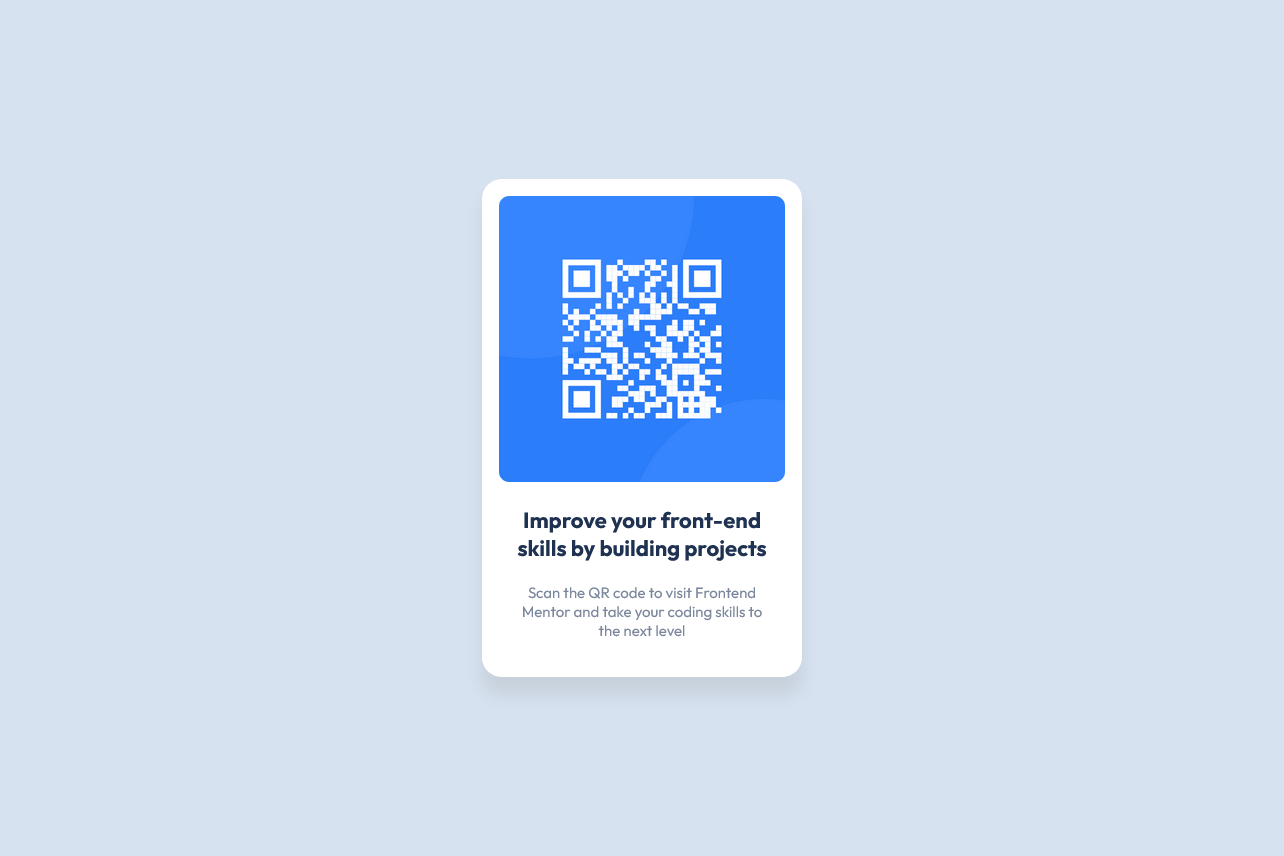 Improve your front-end
skills by building projects
Scan the QR code to visit Frontend
Mentor and take your coding skills to
the next level